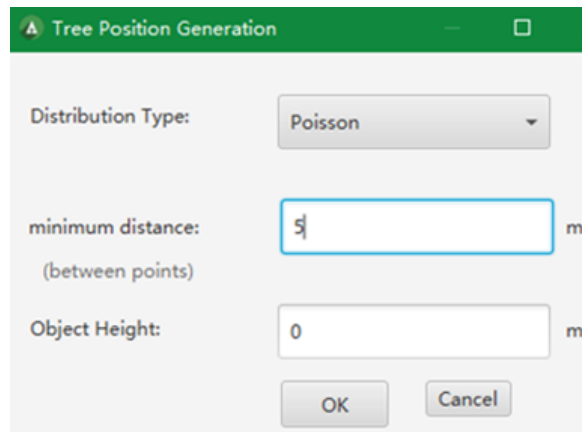 Tree Position Generation
Distribution Type: Poisson
minimum distance: 5 m
(between points)
Object Height: 0 m
OK Cancel